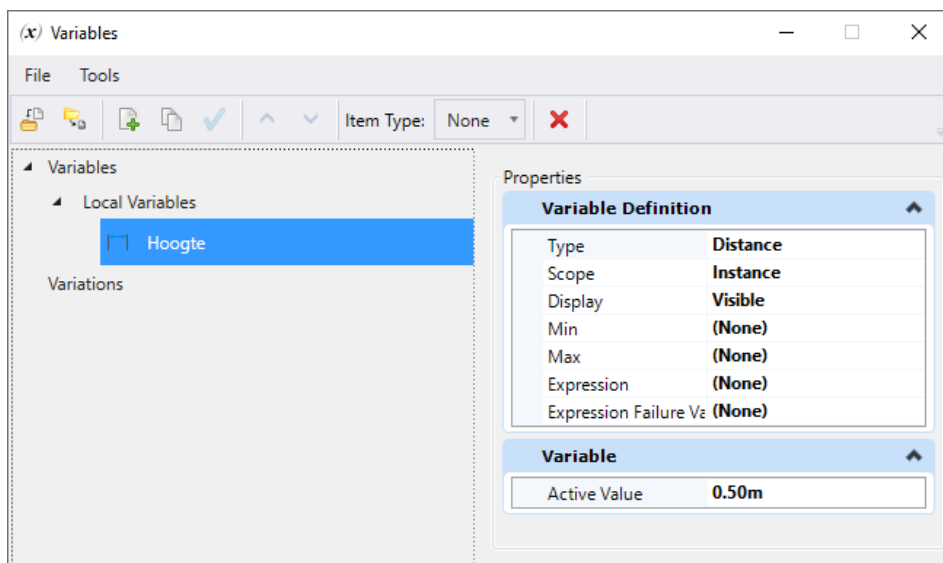 (x) Variables
File Tools
Item Type: None
Variables
Local Variables
Hoogte
Variations
Properties
Variable Definition
Type Distance
Scope Instance
Display Visible
Min (None)
Max (None)
Expression (None)
Expression Failure Va (None)
Variable
Active Value 0.50m